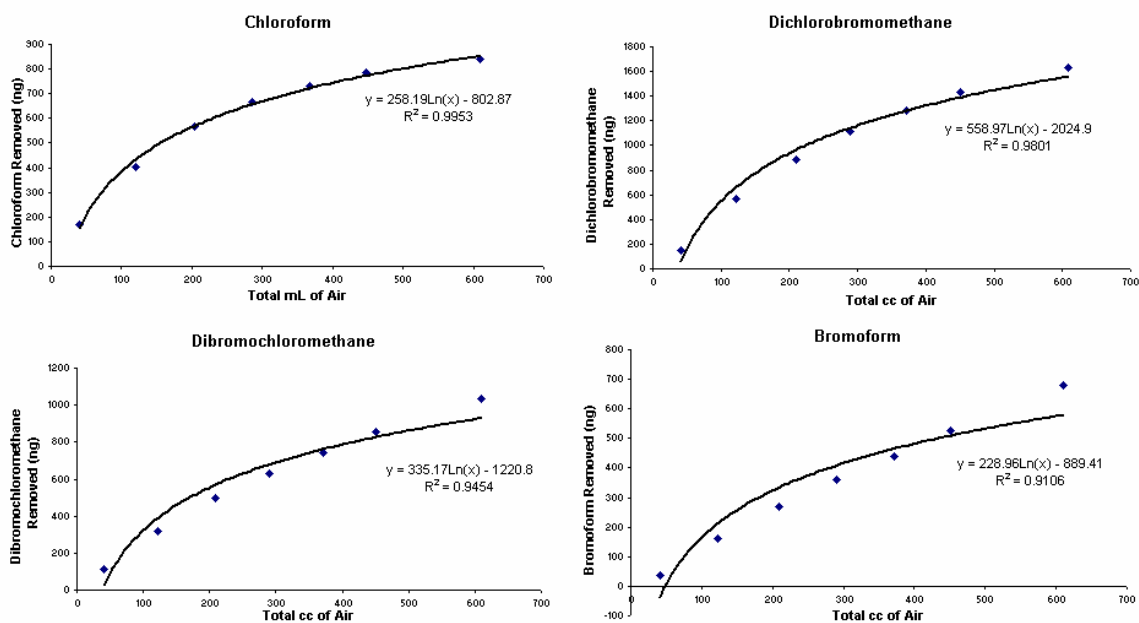 Chloroform
Chloroform Removed (ng)
900
800
700
600
500
400
300
200
100
0
y = 258.19Ln(x) - 802.87
R² = 0.9953
0 100 200 300 400 500 600 700
Total mL of Air
Dichlorobromomethane
Dichlorobromomethane
Removed (ng)
1800
1600
1400
1200
1000
800
600
400
200
0
y = 558.97Ln(x) - 2024.9
R² = 0.9801
0 100 200 300 400 500 600 700
Total cc of Air
Dibromochloromethane
Dibromochloromethane
Removed (ng)
1200
1000
800
600
400
200
0
y = 335.17Ln(x) - 1220.8
R² = 0.9454
0 100 200 300 400 500 600 700
Total cc of Air
Bromoform
Bromoform Removed (ng)
800
700
600
500
400
300
200
100
0
-100
y = 228.96Ln(x) - 889.41
R² = 0.9106
0 100 200 300 400 500 600 700
Total cc of Air